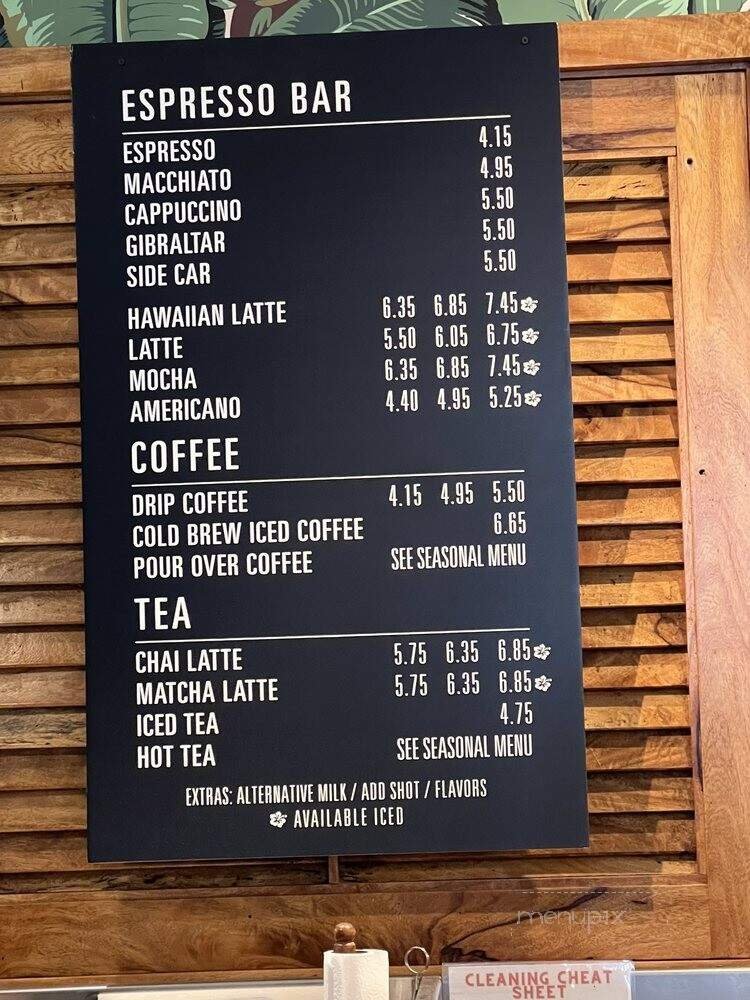 ESPRESSO BAR
ESPRESSO 4.15
MACCHIATO 4.95
CAPPUCCINO 5.50
GIBRALTAR 5.50
SIDE CAR 5.50
HAWAIIAN LATTE 6.35 6.85 7.45
LATTE 5.50 6.05 6.75
MOCHA 6.35 6.85 7.45
AMERICANO 4.40 4.95 5.25
COFFEE
DRIP COFFEE 4.15 4.95 5.50
COLD BREW ICED COFFEE 6.65
POUR OVER COFFEE SEE SEASONAL MENU
TEA
CHAI LATTE 5.75 6.35 6.85
MATCHA LATTE 5.75 6.35 6.85
ICED TEA 4.75
HOT TEA SEE SEASONAL MENU
EXTRAS: ALTERNATIVE MILK / ADD SHOT / FLAVORS
AVAILABLE ICED
menupix
CLEANING CHEAT
SHEET